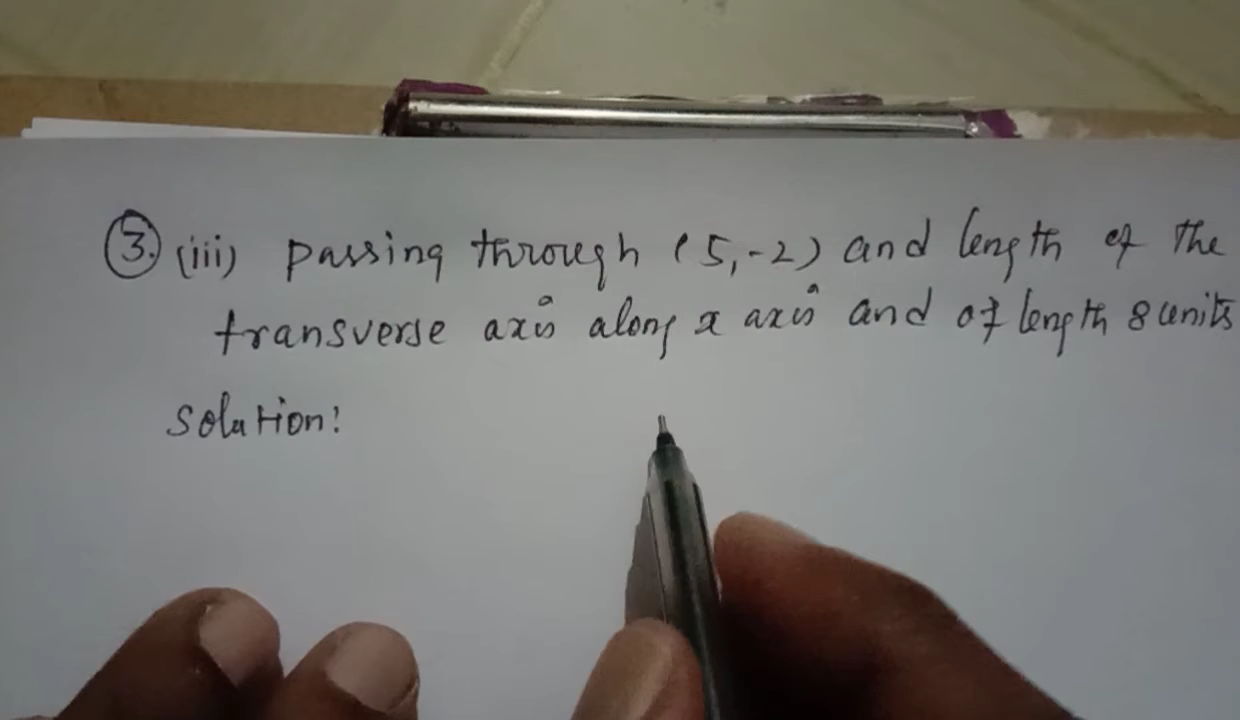 3. (iii) passing through (5,-2) and length of the
transverse axis along x axis and of length 8 units
solution: